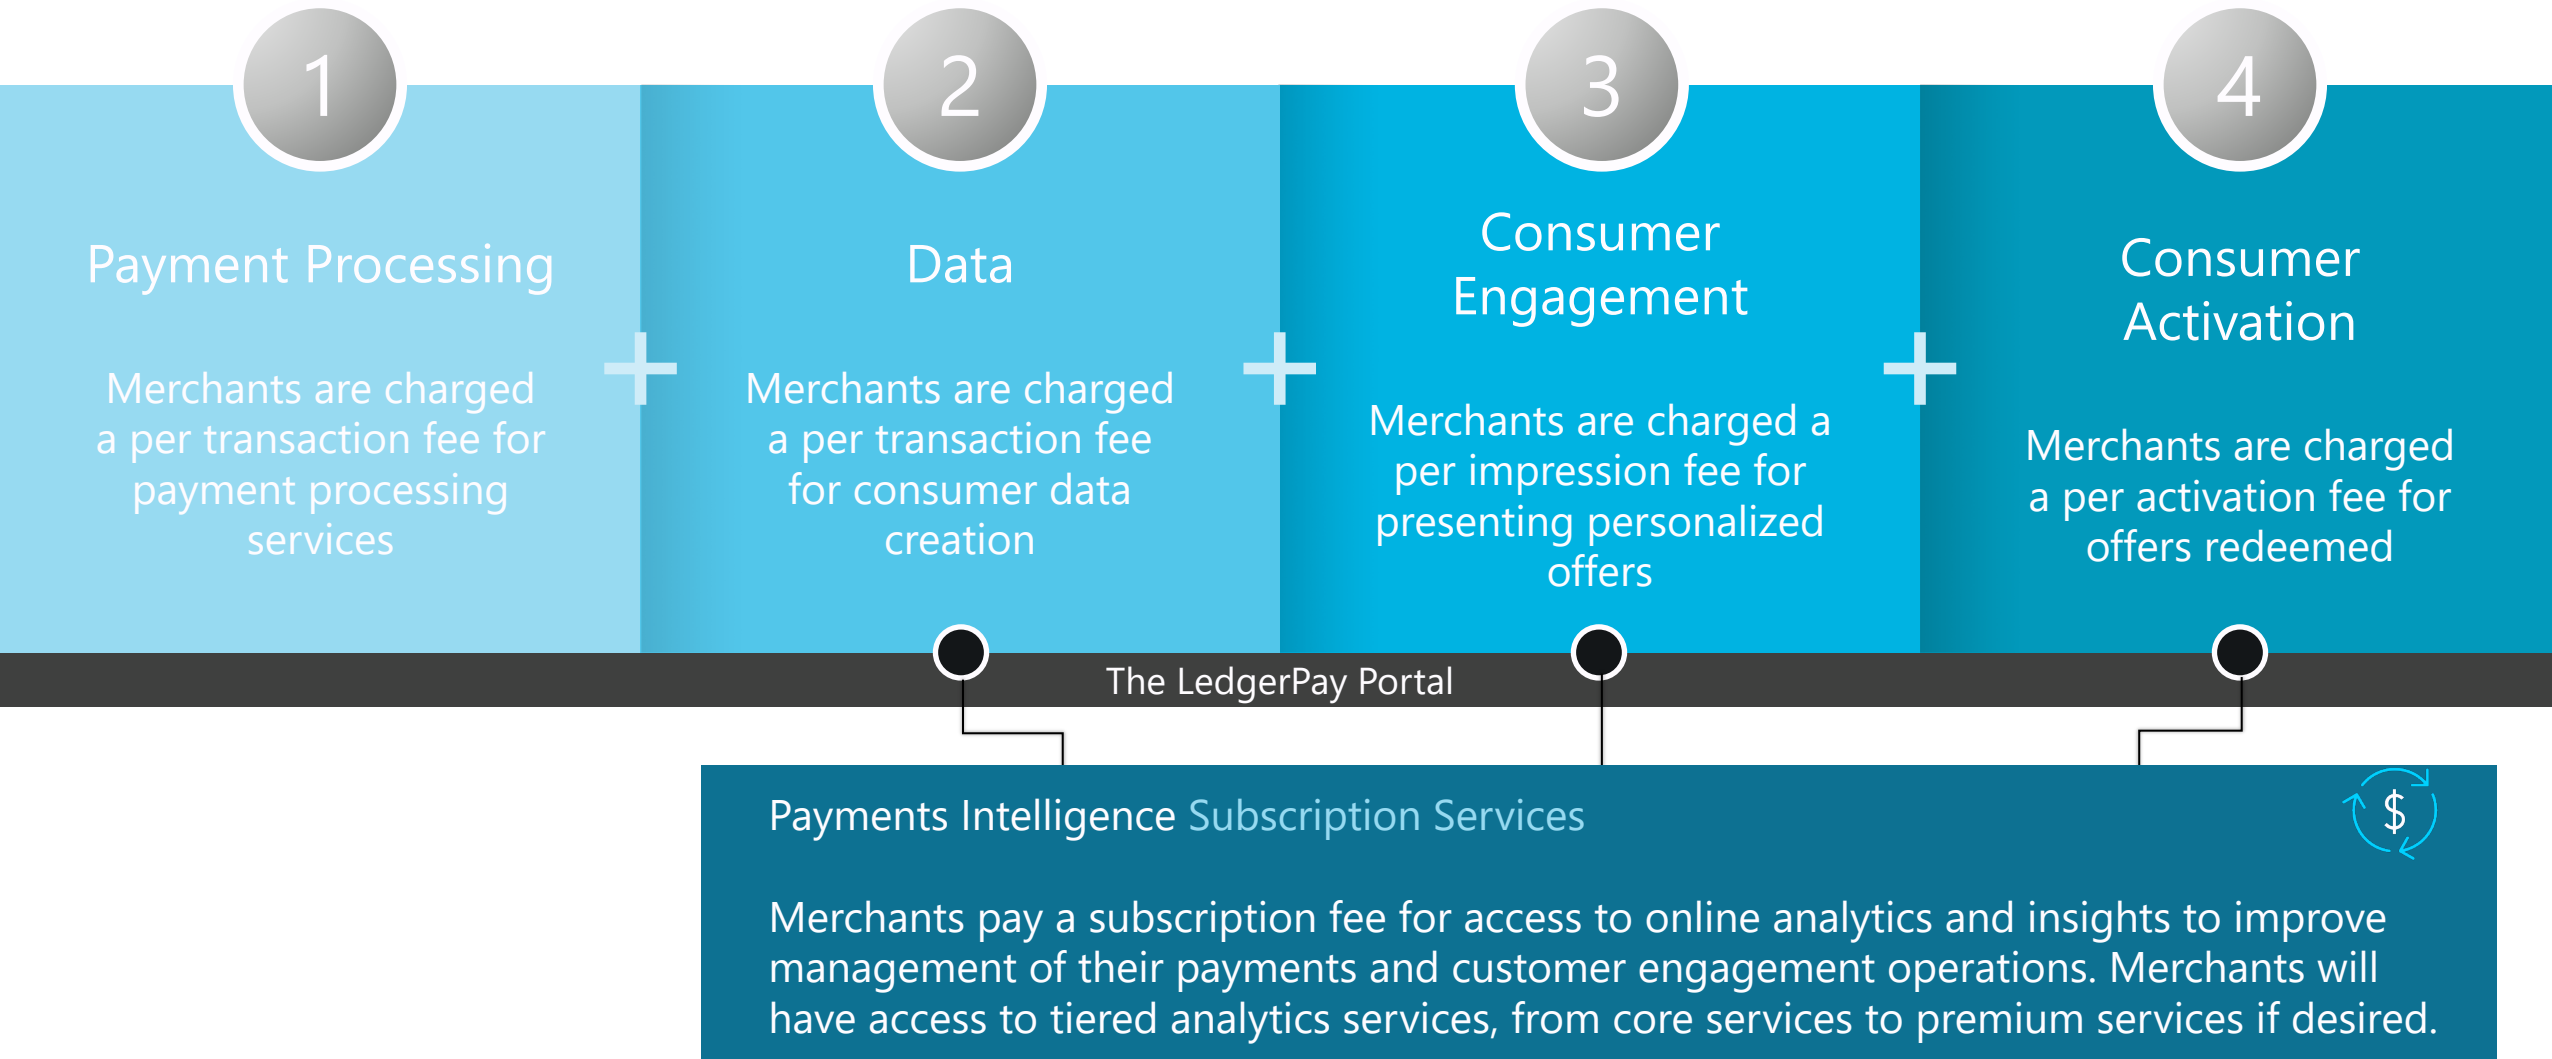 1
Payment Processing
Merchants are charged
a per transaction fee for
payment processing
services
+
2
Data
Merchants are charged
a per transaction fee
for consumer data
creation
+
3
Consumer
Engagement
Merchants are charged a
per impression fee for
presenting personalized
offers
+
4
Consumer
Activation
Merchants are charged
a per activation fee for
offers redeemed
The LedgerPay Portal
Payments Intelligence Subscription Services
$
Merchants pay a subscription fee for access to online analytics and insights to improve
management of their payments and customer engagement operations. Merchants will
have access to tiered analytics services, from core services to premium services if desired.